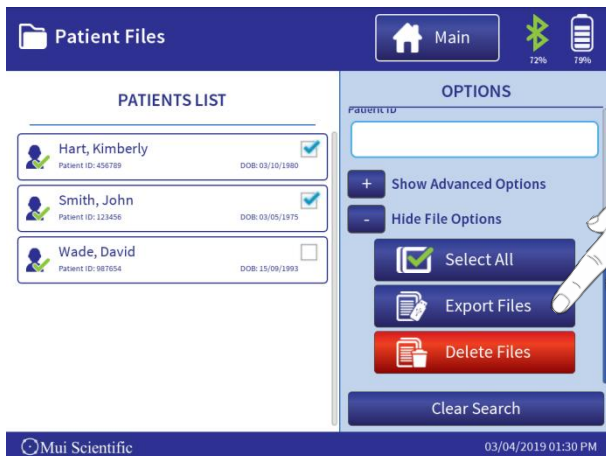 Patient Files
Main
72%
79%
PATIENTS LIST
Hart, Kimberly
Patient ID: 456789
DOB: 03/10/1980
Smith, John
Patient ID: 123456
DOB: 03/05/1975
Wade, David
Patient ID: 987654
DOB: 15/09/1993
OPTIONS
Patient ID
+ Show Advanced Options
- Hide File Options
Select All
Export Files
Delete Files
Clear Search
Mui Scientific
03/04/2019 01:30 PM